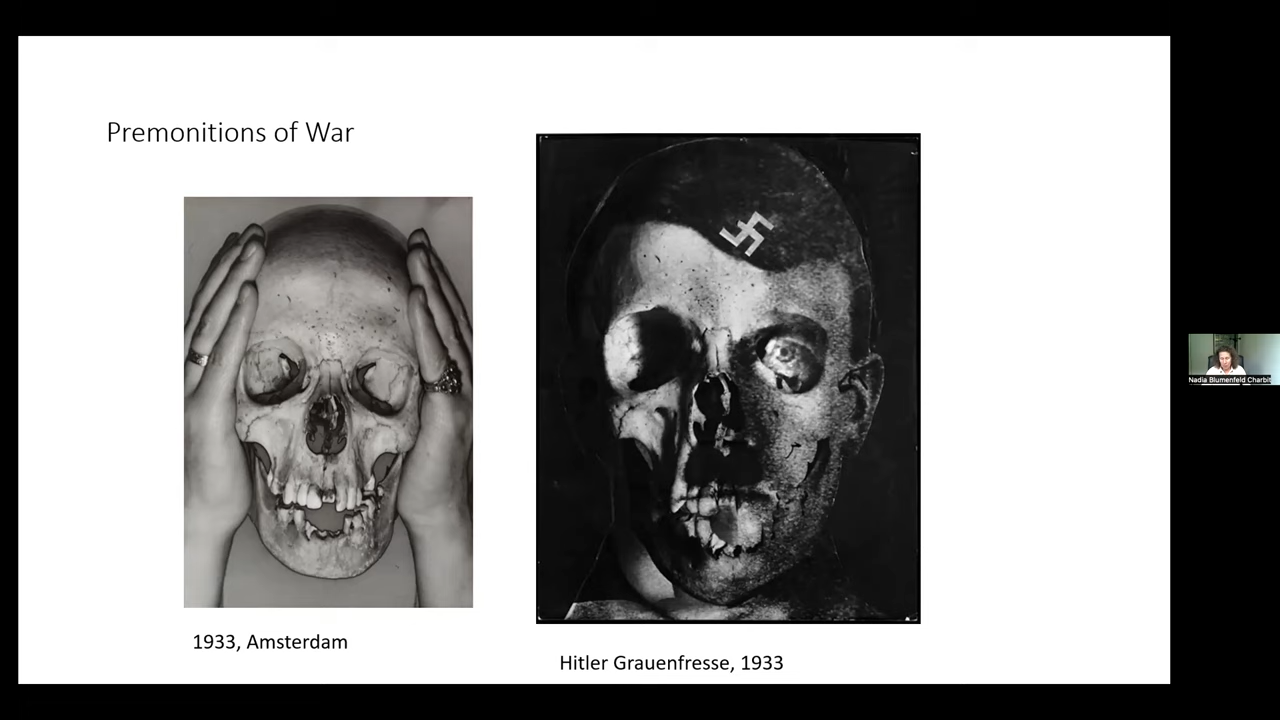 Premonitions of War
1933, Amsterdam
Hitler Grauenfresse, 1933
Nadia Blumenfeld Charbit